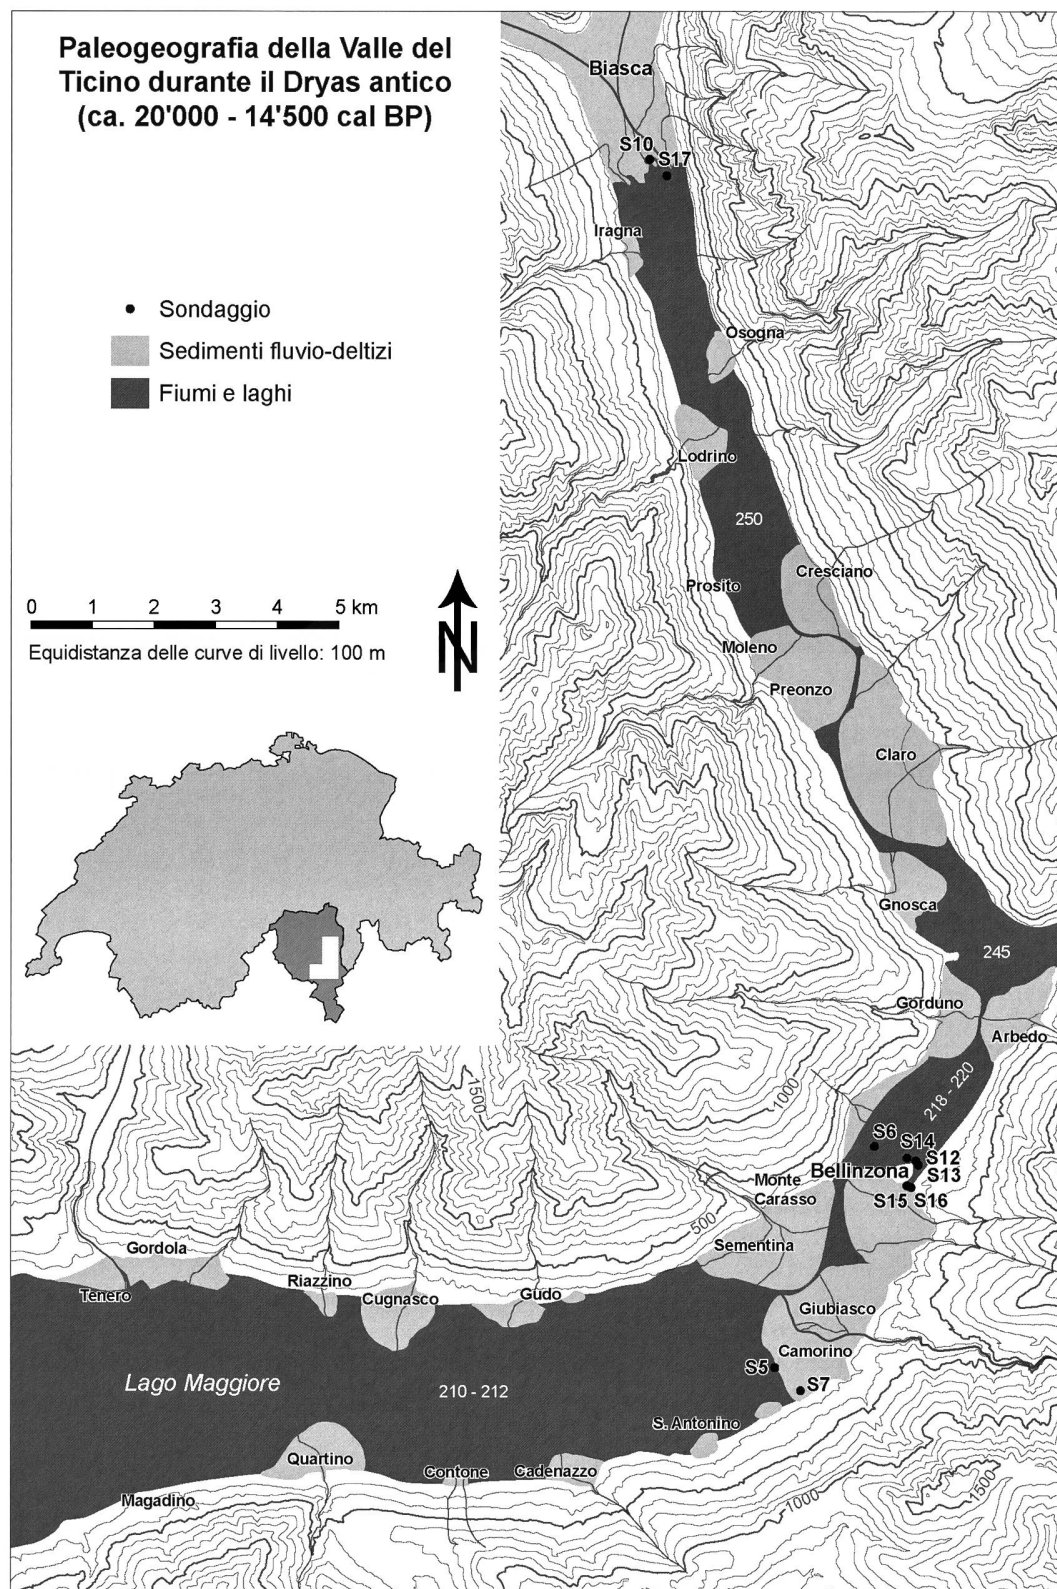 Paleogeografia della Valle del
Ticino durante il Dryas antico
(ca. 20'000 - 14'500 cal BP)
Sondaggio
Sedimenti fluvio-deltizi
Fiumi e laghi
0 1 2 3 4 5 km
Equidistanza delle curve di livello: 100 m
N
Biasca
S10
S17
Iragna
Osogna
Lodrino
250
Cresciano
Prosito
Moleno
Preonzo
Claro
Gnosca
245
Gorduno
Arbedo
218 - 220
1500
1000
S6
S14
S12
Bellinzona
S13
Monte
Carasso
S15
S16
500
Sementina
Gordola
Tenero
Riazzino
Cugnasco
Gudo
Giubiasco
Camorino
S5
S7
Lago Maggiore
210 - 212
S. Antonino
Quartino
Contone
Cadenazzo
Magadino
1000
1500